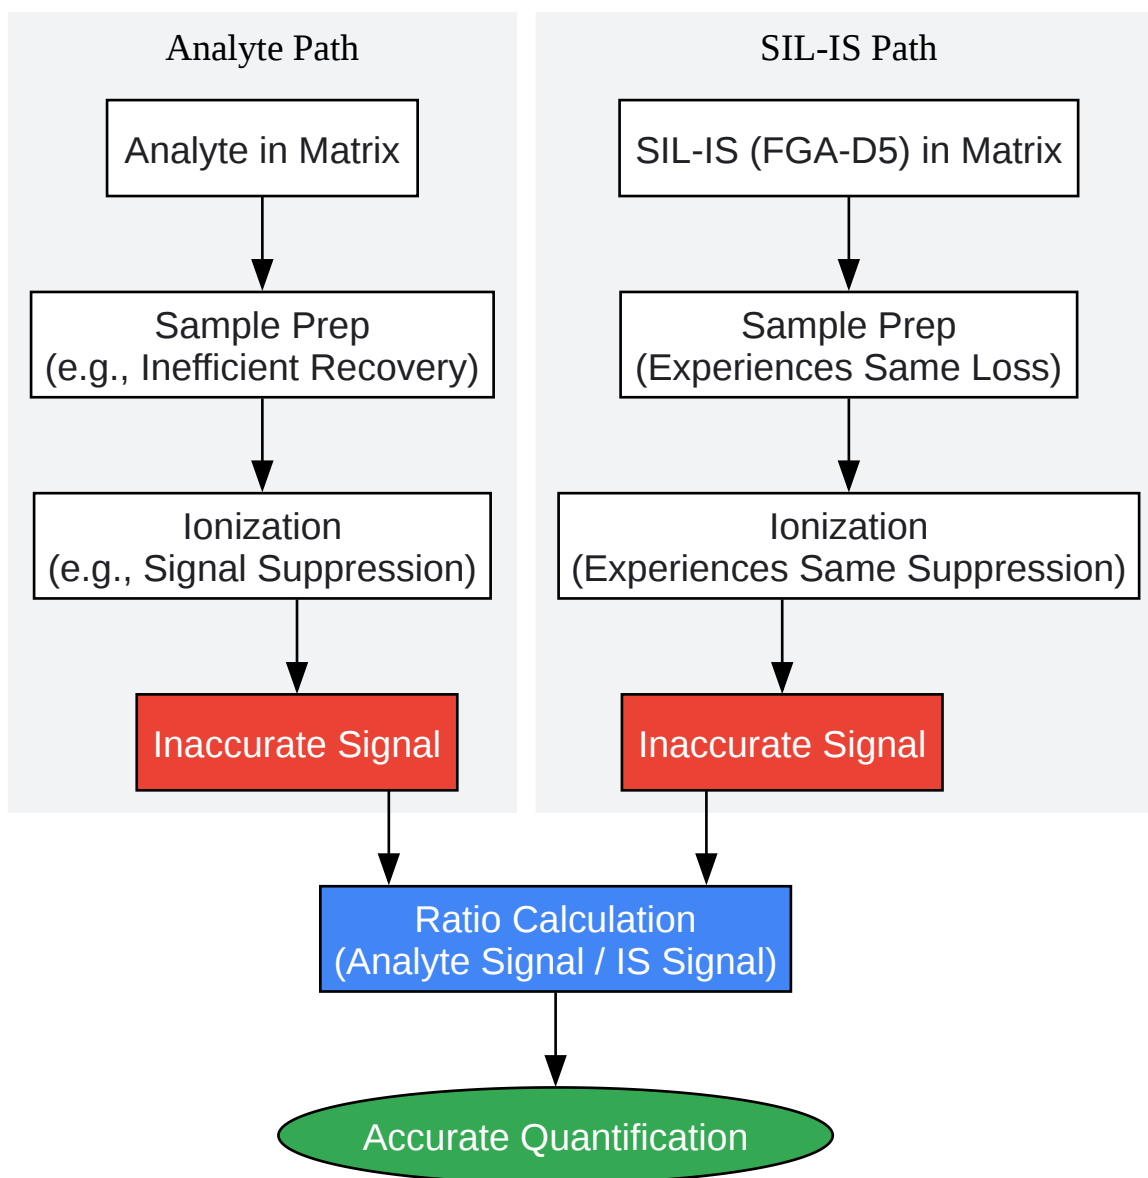 Analyte Path
Analyte in Matrix
Sample Prep
(e.g., Inefficient Recovery)
Ionization
(e.g., Signal Suppression)
Inaccurate Signal
SIL-IS Path
SIL-IS (FGA-D5) in Matrix
Sample Prep
(Experiences Same Loss)
Ionization
(Experiences Same Suppression)
Inaccurate Signal
Ratio Calculation
(Analyte Signal / IS Signal)
Accurate Quantification